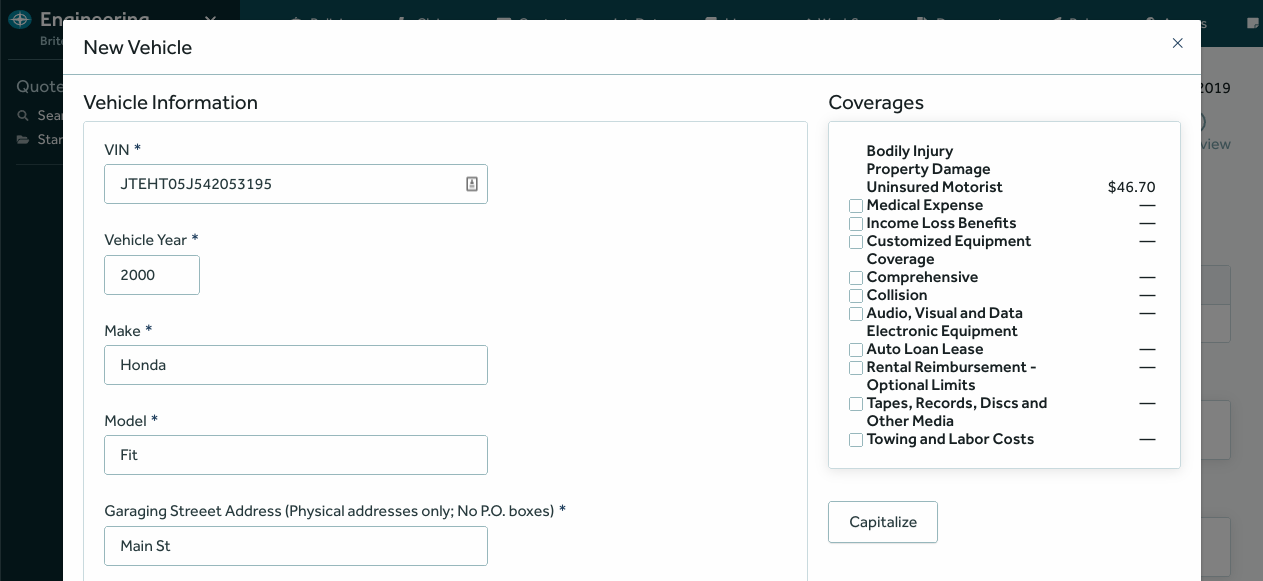 Engineering
Brite
New Vehicle
Quote
Sea
Star
2019
view
Vehicle Information
VIN *
JTEHT05J542053195
Vehicle Year *
2000
Make *
Honda
Model *
Fit
Garaging Streeet Address (Physical addresses only; No P.O. boxes) *
Main St
Coverages
Bodily Injury
Property Damage
Uninsured Motorist $46.70
Medical Expense —
Income Loss Benefits —
Customized Equipment —
Coverage
Comprehensive —
Collision —
Audio, Visual and Data —
Electronic Equipment
Auto Loan Lease —
Rental Reimbursement - —
Optional Limits
Tapes, Records, Discs and —
Other Media
Towing and Labor Costs —
Capitalize